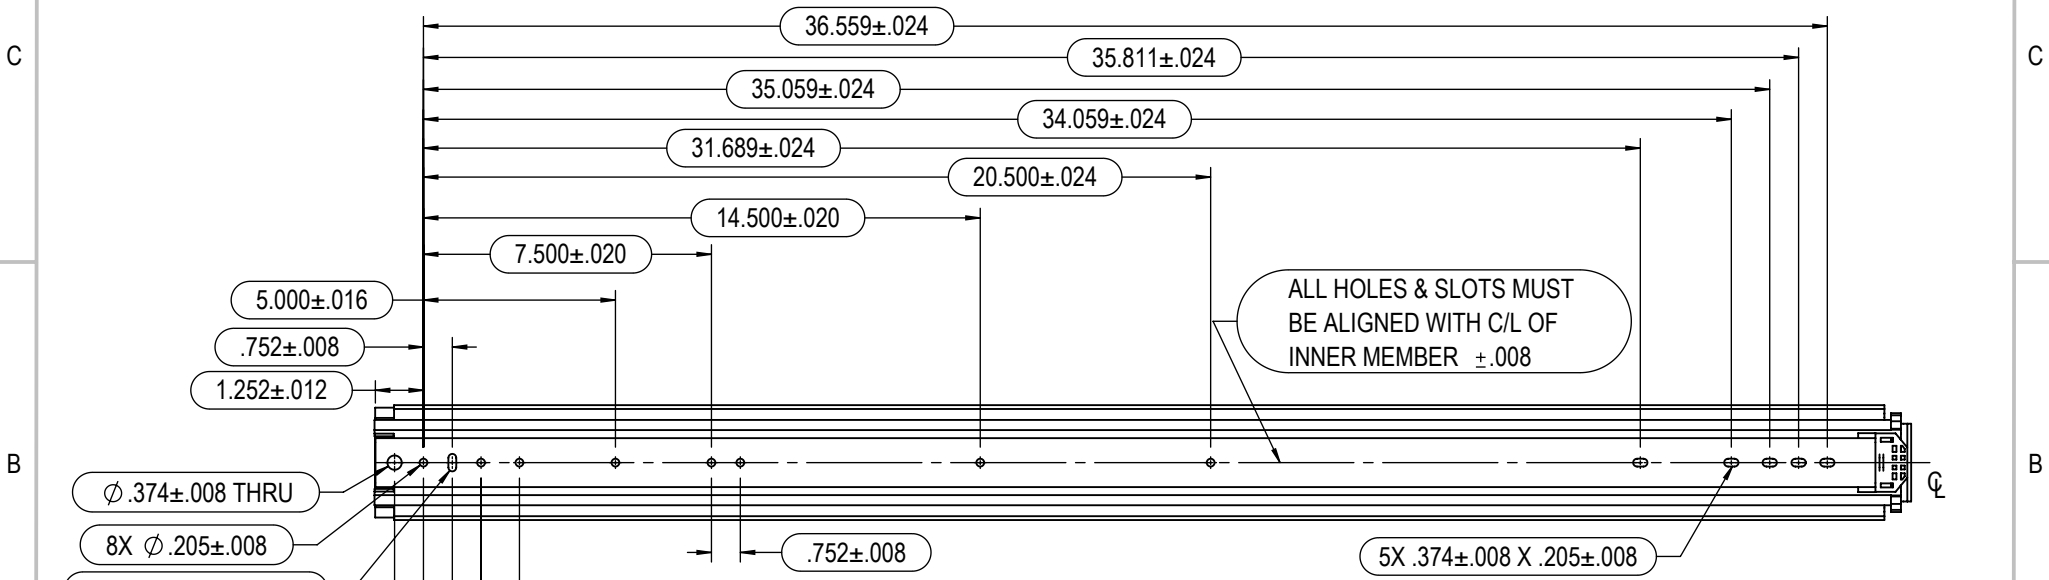 36.559±.024
C
35.811±.024
C
35.059±.024
34.059±.024
31.689±.024
20.500±.024
14.500±.020
7.500±.020
5.000±.016
ALL HOLES & SLOTS MUST
BE ALIGNED WITH C/L OF
INNER MEMBER ±.008
.752±.008
1.252±.012
B
B
⌀.374±.008 THRU
℄
8X ⌀.205±.008
.752±.008
5X .374±.008 X .205±.008